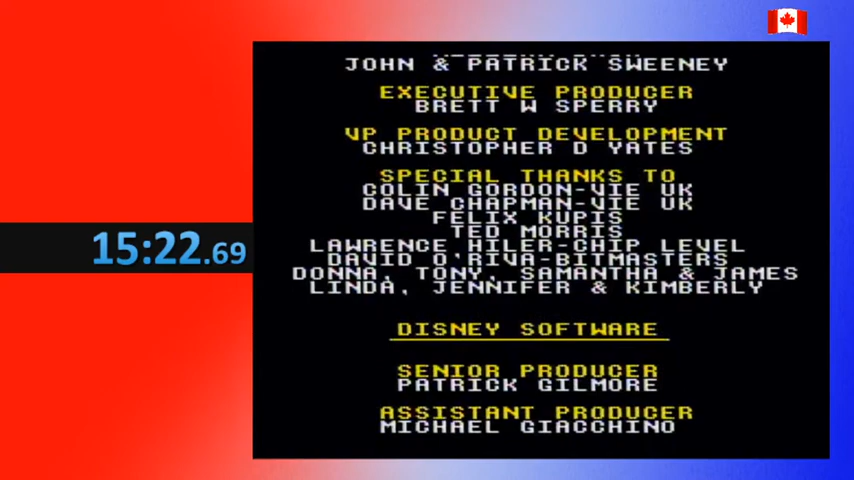 JOHN & PATRICK SWEENEY
EXECUTIVE PRODUCER
BRETT W SPERRY
VP PRODUCT DEVELOPMENT
CHRISTOPHER D YATES
SPECIAL THANKS TO
COLIN GORDON-VIE UK
DAVE CHAPMAN-VIE UK
FELIX KUPIS
TED MORRIS
LAWRENCE HILER-CHIP LEVEL
DAVID O'RIVA-BITMASTERS
DONNA, TONY, SAMANTHA & JAMES
LINDA, JENNIFER & KIMBERLY
15:22.69
DISNEY SOFTWARE
SENIOR PRODUCER
PATRICK GILMORE
ASSISTANT PRODUCER
MICHAEL GIACCHINO